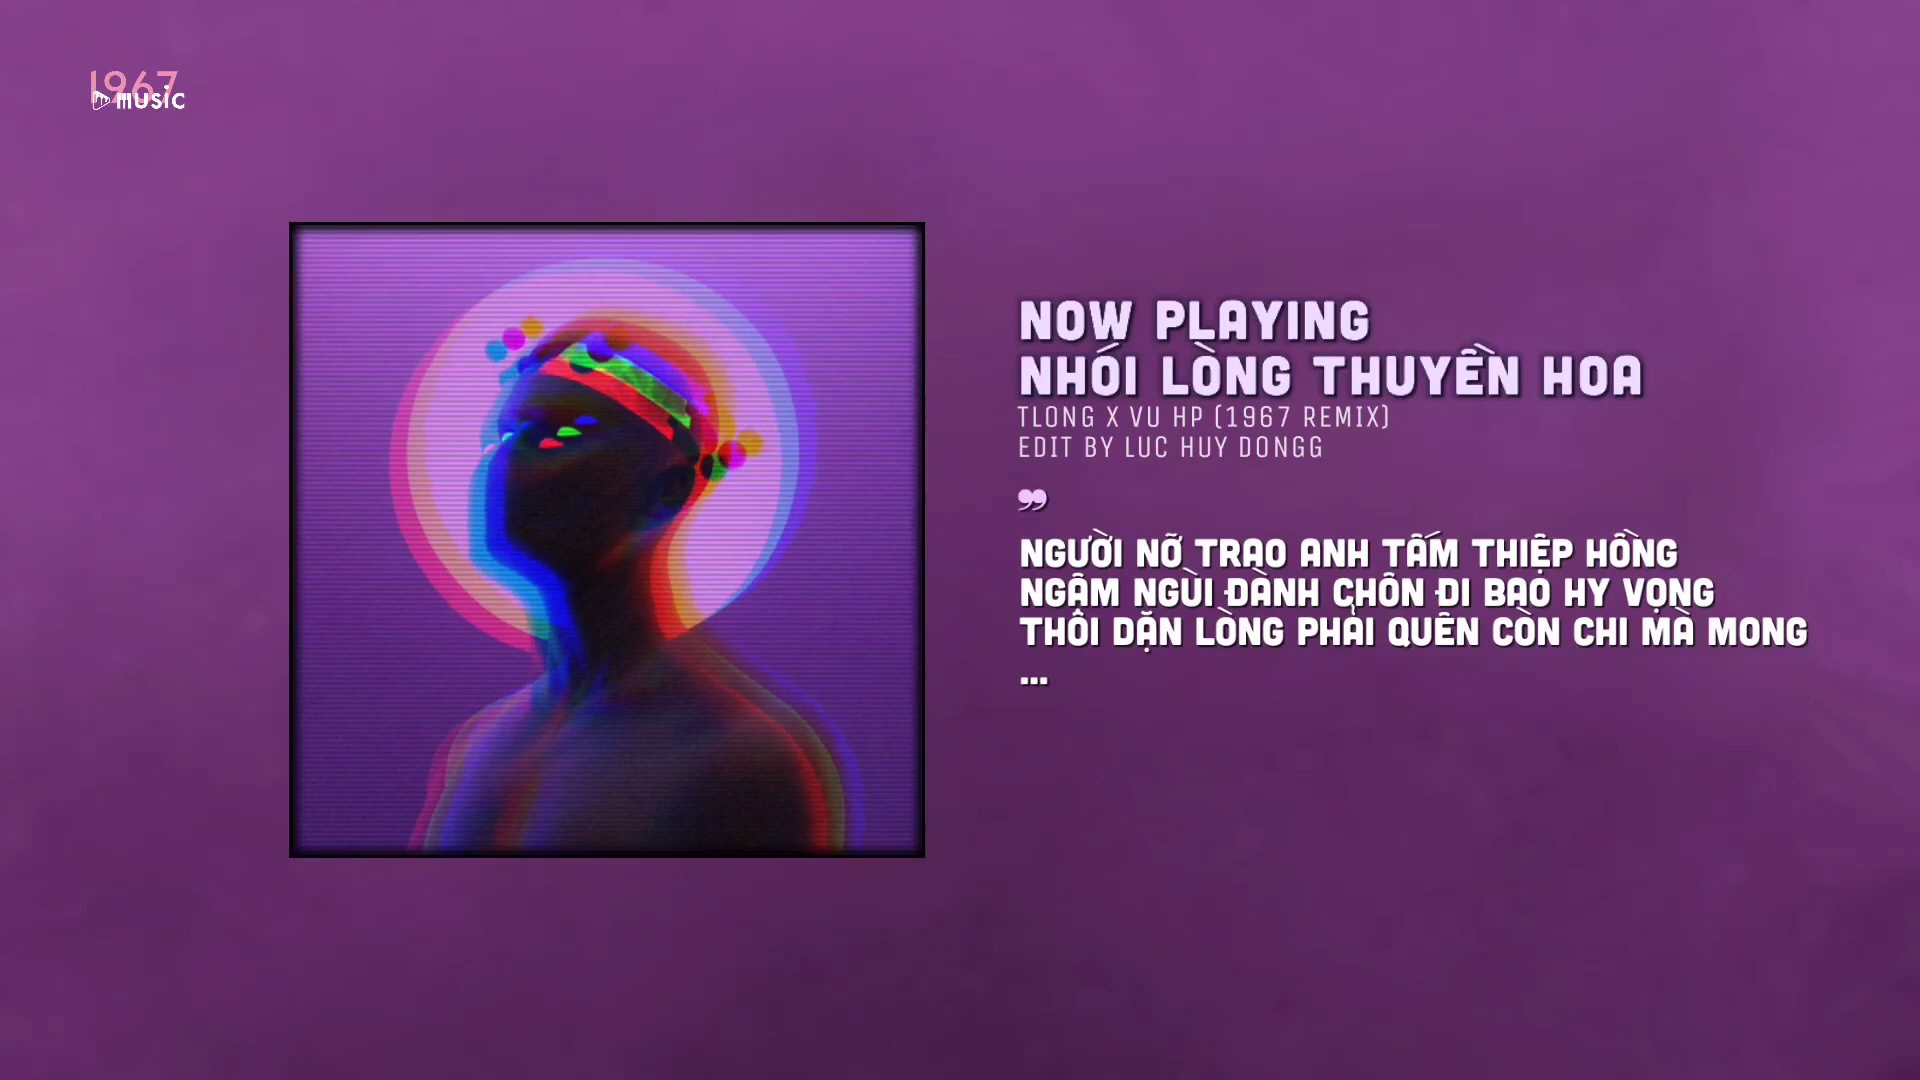 1967
MUSIC
NOW PLAYING
NHÓI LÒNG THUYỀN HOA
TLONG X VU HP (1967 REMIX)
EDIT BY LUC HUY DONGG
❟❟
NGƯỜI NỠ TRAO ANH TẤM THIỆP HỒNG
NGẬM NGÙI ĐÀNH CHÔN ĐI BAO HY VỌNG
THÔI DẶN LÒNG PHẢI QUÊN CÒN CHI MÀ MONG
...